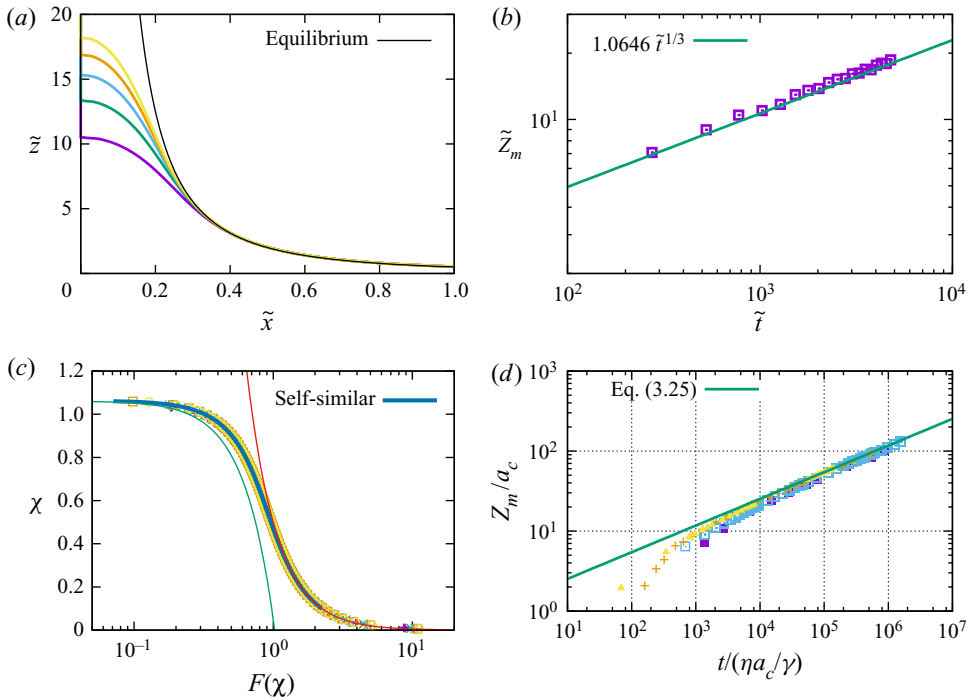 (a)
Equilibrium
20
15
10
5
0
0.2
0.4
0.6
0.8
1.0
z̃
x̃
(b)
1.0646 t̃^{1/3}
10^1
10^2
10^3
10^4
Z̃_m
t̃
(c)
Self-similar
1.2
1.0
0.8
0.6
0.4
0.2
0
10^{-1}
10^0
10^1
χ
F(χ)
(d)
Eq. (3.25)
10^3
10^2
10^1
10^0
10^1
10^2
10^3
10^4
10^5
10^6
10^7
Z_m/a_c
t/(ηa_c/γ)